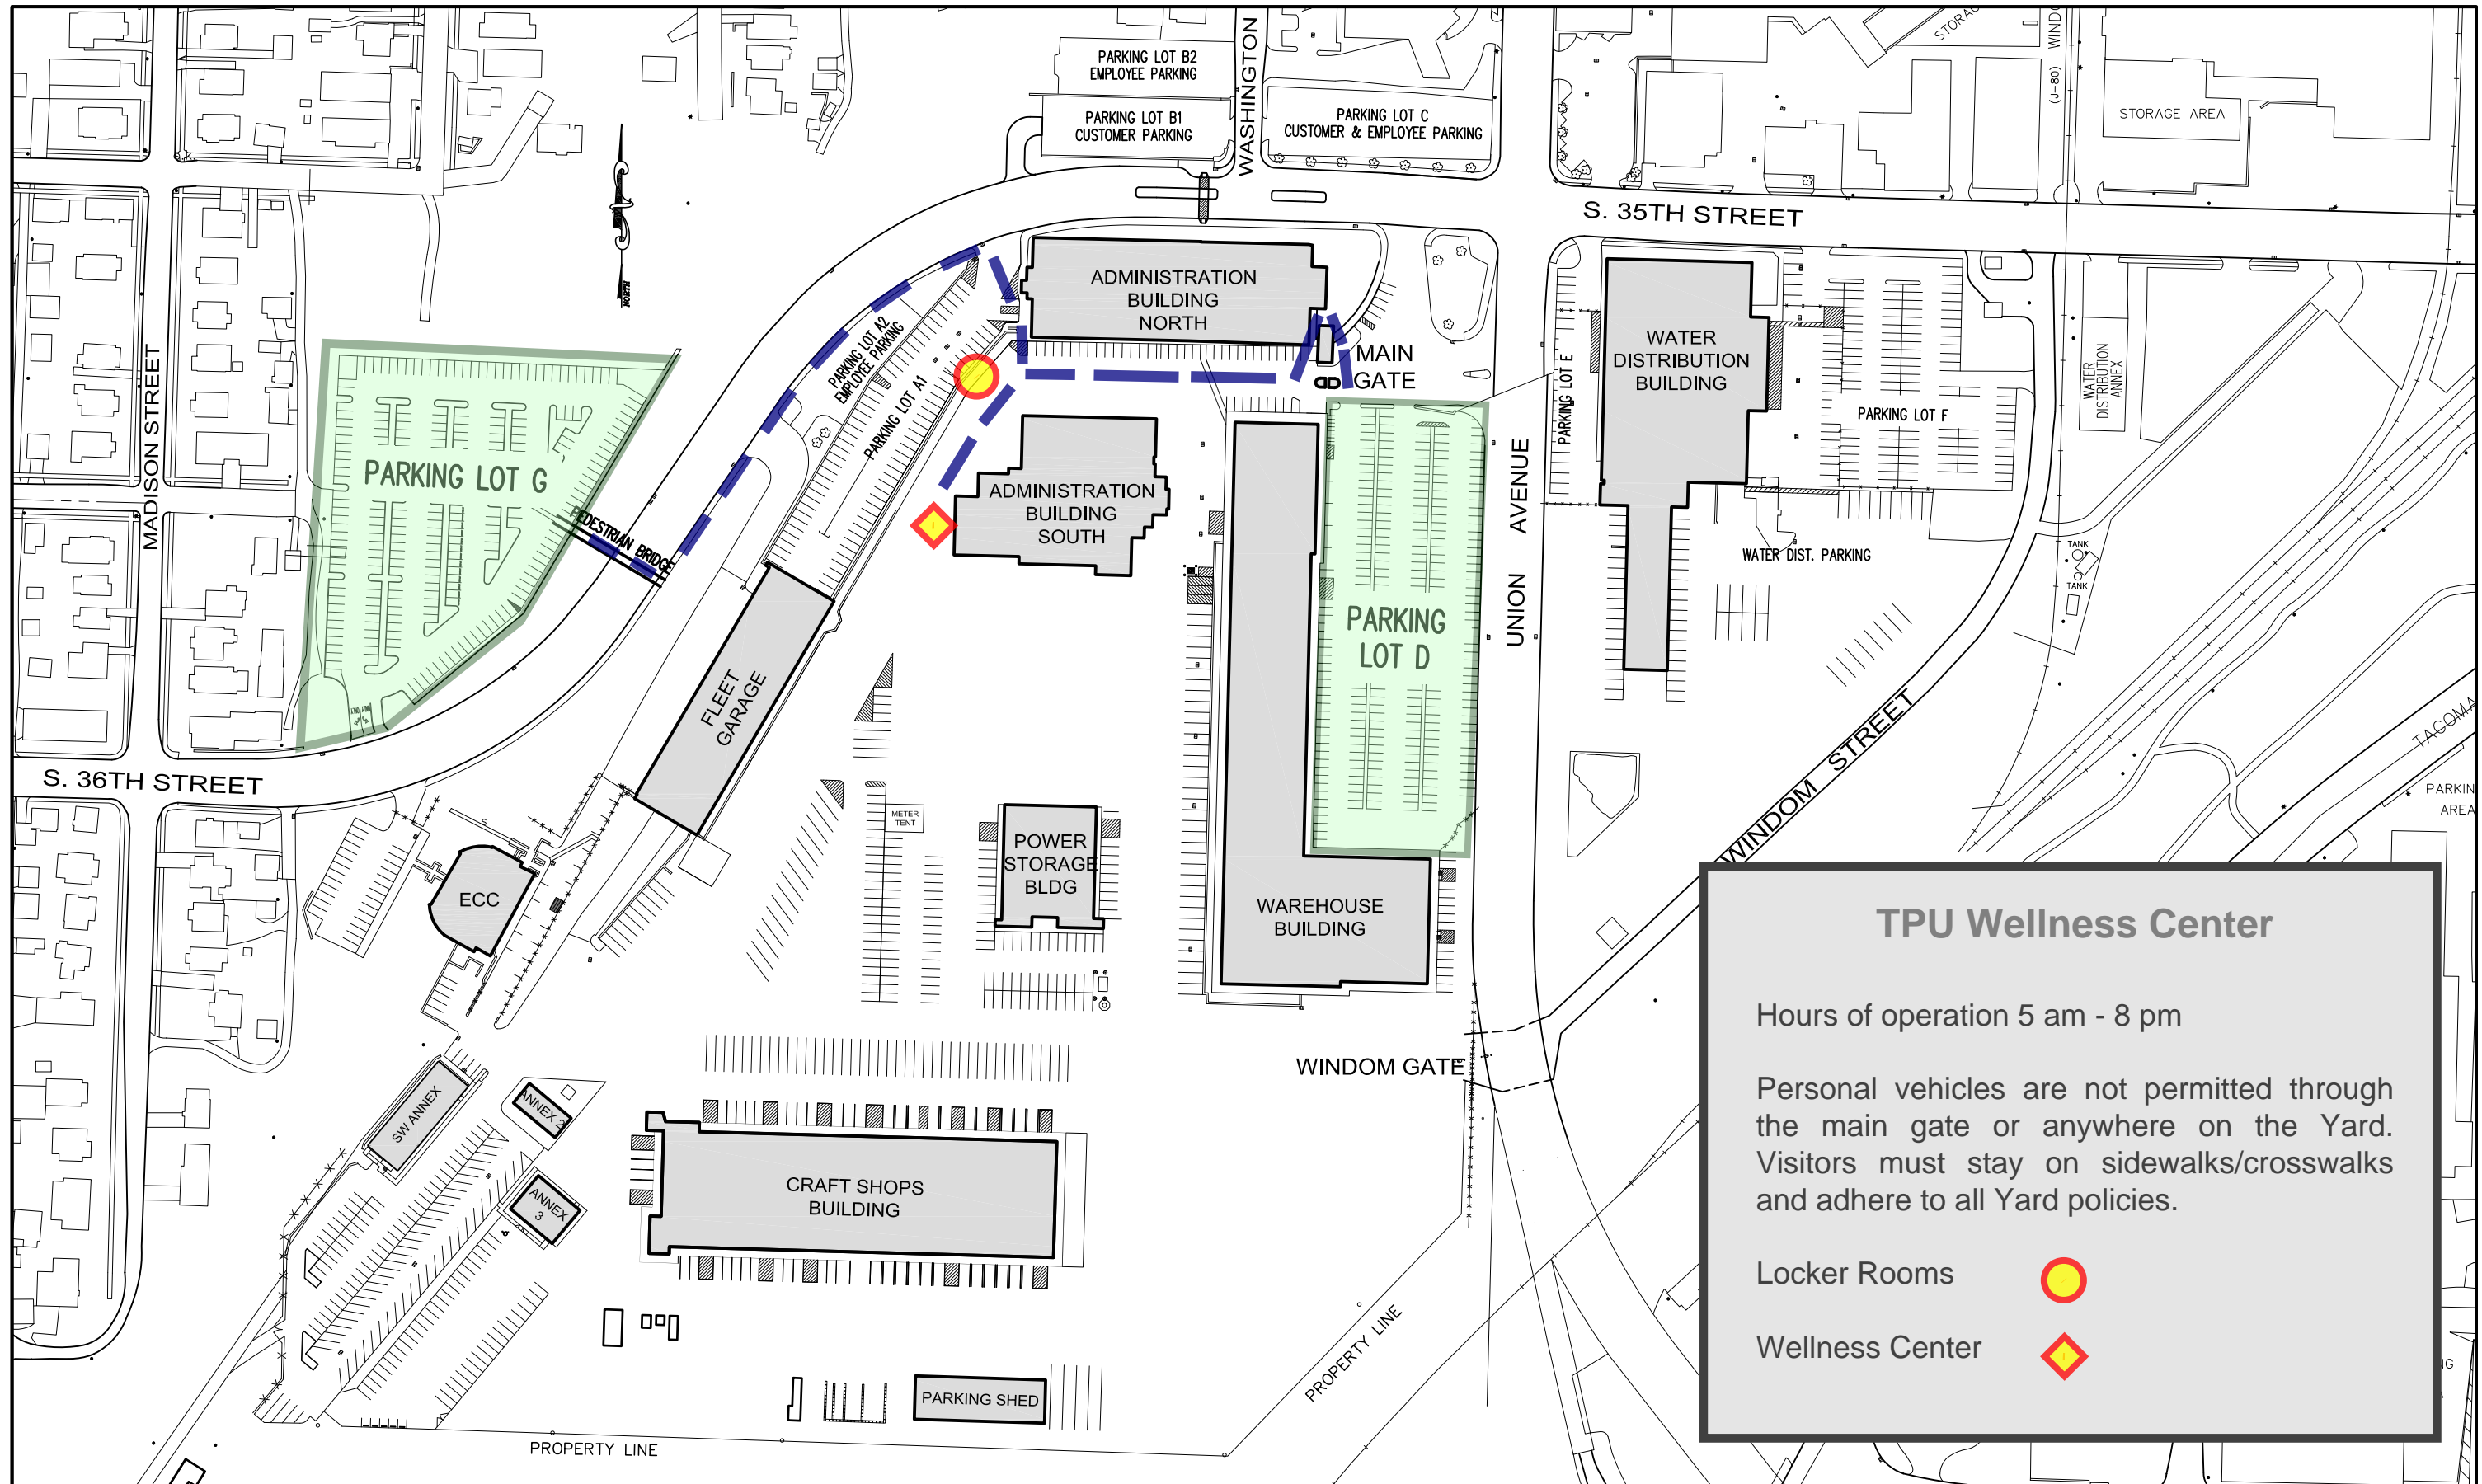 PARKING LOT B2
EMPLOYEE PARKING
PARKING LOT B1
CUSTOMER PARKING
WASHINGTON
PARKING LOT C
CUSTOMER & EMPLOYEE PARKING
(J-80)
STORAGE AREA
S. 35TH STREET
NORTH
ADMINISTRATION
BUILDING
NORTH
MAIN
GATE
PARKING LOT A2
EMPLOYEE PARKING
PARKING LOT A1
PARKING LOT E
WATER
DISTRIBUTION
BUILDING
PARKING LOT F
WATER
DISTRIBUTION
ANNEX
MADISON STREET
PARKING LOT G
PEDESTRIAN BRIDGE
ADMINISTRATION
BUILDING
SOUTH
UNION AVENUE
WATER DIST. PARKING
TANK
TANK
PARKING
LOT D
FLEET
GARAGE
S. 36TH STREET
METER
TENT
POWER
STORAGE
BLDG
WINDOM STREET
TACOMA
AREA
ECC
WAREHOUSE
BUILDING
WINDOM GATE
SW ANNEX
ANNEX 2
ANNEX
3
CRAFT SHOPS
BUILDING
PARKING SHED
PROPERTY LINE
PROPERTY LINE
TPU Wellness Center
Hours of operation 5 am - 8 pm
Personal vehicles are not permitted through
the main gate or anywhere on the Yard.
Visitors must stay on sidewalks/crosswalks
and adhere to all Yard policies.
Locker Rooms
Wellness Center